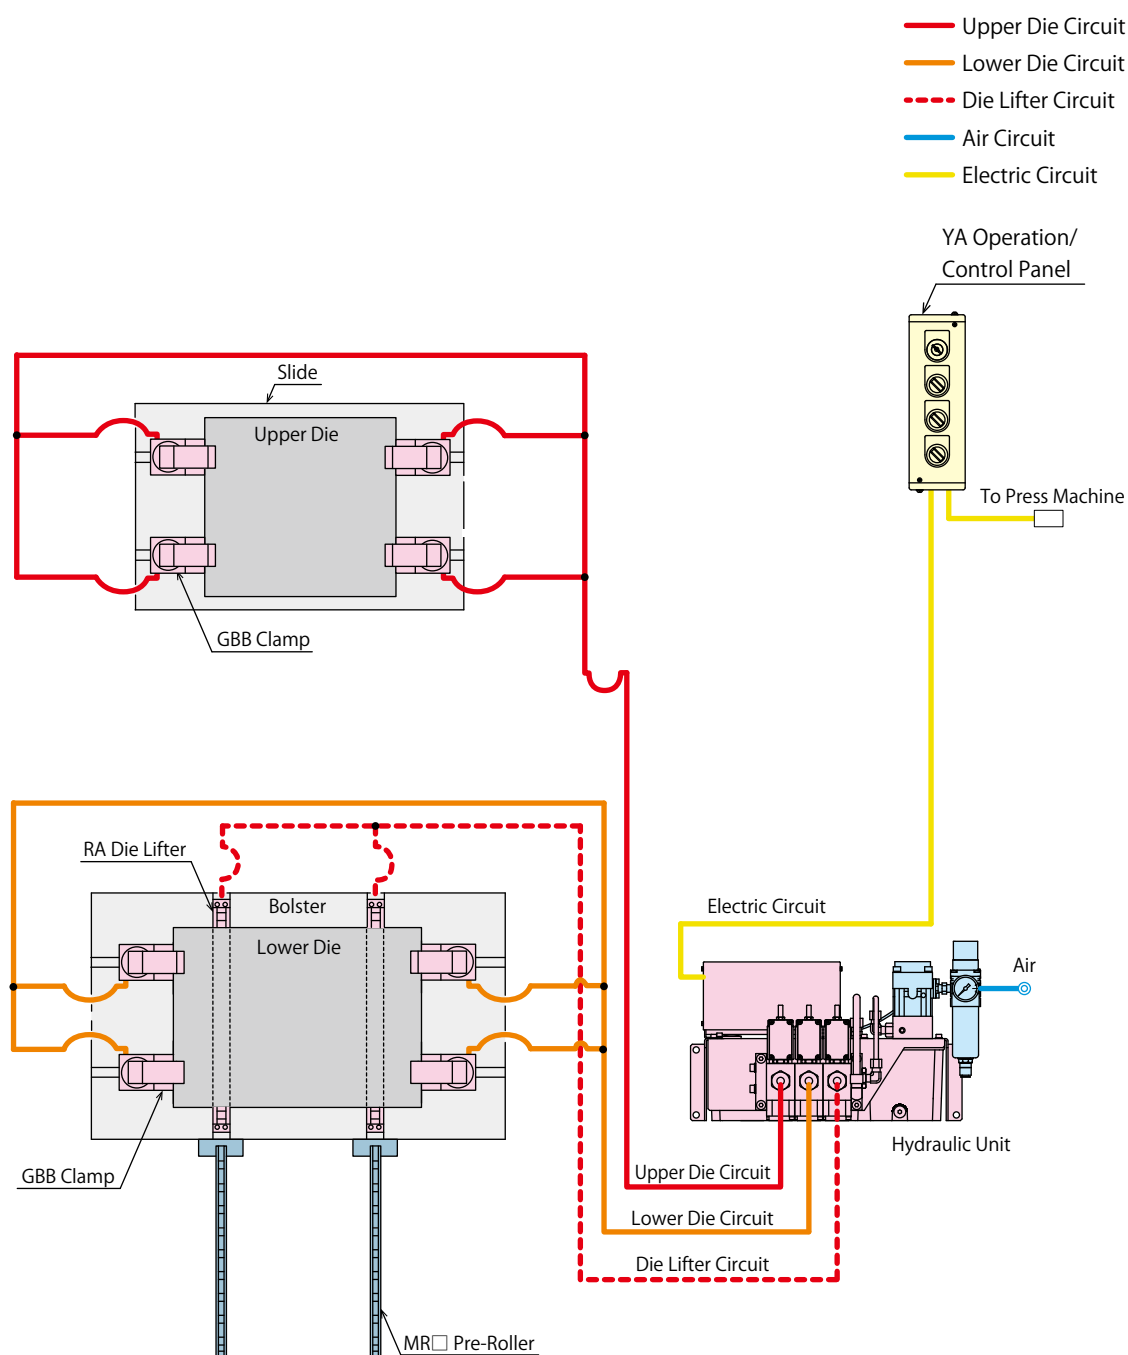 Upper Die Circuit
Lower Die Circuit
Die Lifter Circuit
Air Circuit
Electric Circuit
YA Operation/
Control Panel
Slide
Upper Die
To Press Machine
GBB Clamp
RA Die Lifter
Bolster
Electric Circuit
Lower Die
Air
Hydraulic Unit
GBB Clamp
Upper Die Circuit
Lower Die Circuit
Die Lifter Circuit
MR□ Pre-Roller